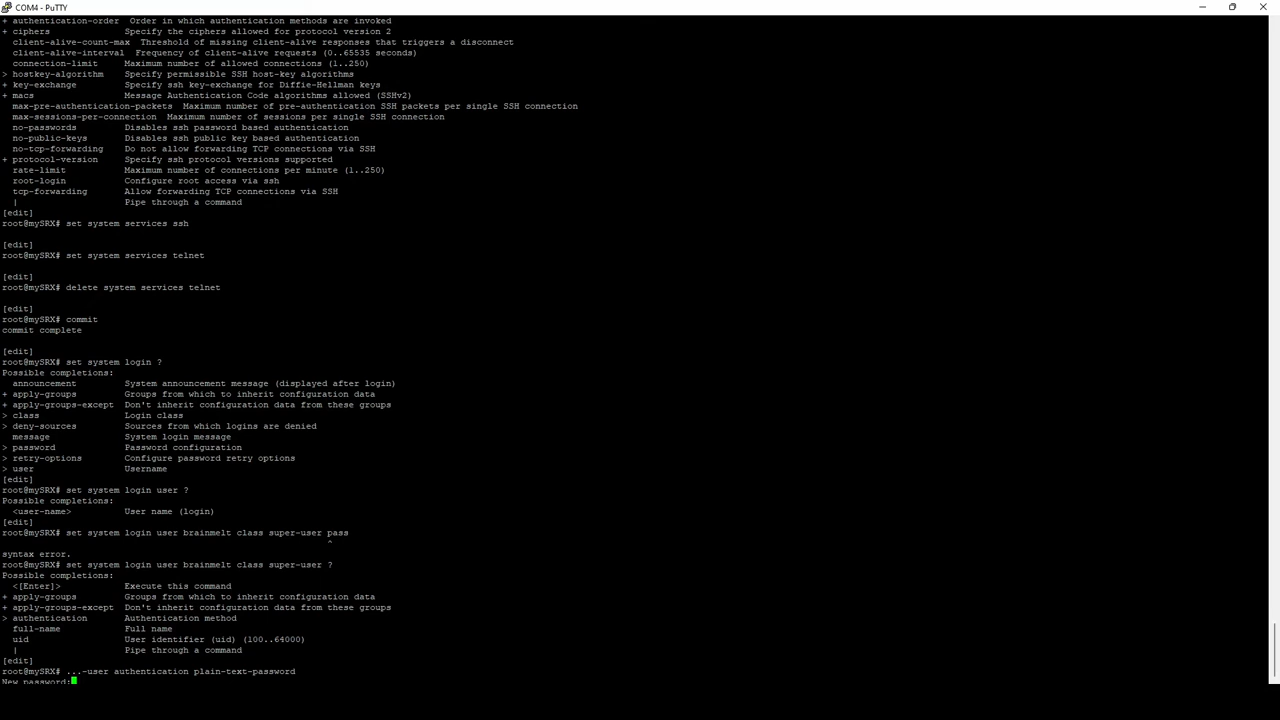 COM4 - PuTTY
+ authentication-order  Order in which authentication methods are invoked
+ ciphers              Specify the ciphers allowed for protocol version 2
  client-alive-count-max  Threshold of missing client-alive responses that triggers a disconnect
  client-alive-interval  Frequency of client-alive requests (0..65535 seconds)
  connection-limit     Maximum number of allowed connections (1..250)
> hostkey-algorithm    Specify permissible SSH host-key algorithms
+ key-exchange         Specify ssh key-exchange for Diffie-Hellman keys
+ macs                 Message Authentication Code algorithms allowed (SSHv2)
  max-pre-authentication-packets  Maximum number of pre-authentication SSH packets per single SSH connection
  max-sessions-per-connection  Maximum number of sessions per single SSH connection
  no-passwords         Disables ssh password based authentication
  no-public-keys       Disables ssh public key based authentication
  no-tcp-forwarding    Do not allow forwarding TCP connections via SSH
+ protocol-version     Specify ssh protocol versions supported
  rate-limit           Maximum number of connections per minute (1..250)
  root-login           Configure root access via ssh
  tcp-forwarding       Allow forwarding TCP connections via SSH
  |                    Pipe through a command
[edit]
root@mySRX# set system services ssh

[edit]
root@mySRX# set system services telnet

[edit]
root@mySRX# delete system services telnet

[edit]
root@mySRX# commit
commit complete

[edit]
root@mySRX# set system login ?
Possible completions:
  announcement         System announcement message (displayed after login)
+ apply-groups         Groups from which to inherit configuration data
+ apply-groups-except  Don't inherit configuration data from these groups
> class                Login class
> deny-sources         Sources from which logins are denied
  message              System login message
> password             Password configuration
> retry-options        Configure password retry options
> user                 Username
[edit]
root@mySRX# set system login user ?
Possible completions:
  <user-name>          User name (login)
[edit]
root@mySRX# set system login user brainmelt class super-user pass
                                                             ^
syntax error.
root@mySRX# set system login user brainmelt class super-user ?
Possible completions:
  <[Enter]>            Execute this command
+ apply-groups         Groups from which to inherit configuration data
+ apply-groups-except  Don't inherit configuration data from these groups
> authentication       Authentication method
  full-name            Full name
  uid                  User identifier (uid) (100..64000)
  |                    Pipe through a command
[edit]
root@mySRX# ...-user authentication plain-text-password
New password: